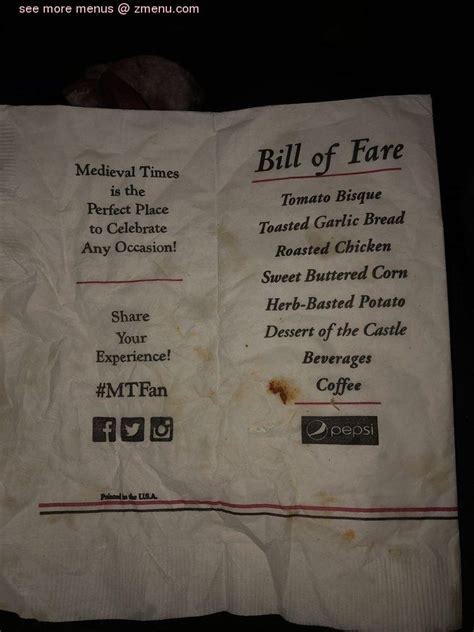 see more menus @ zmenu.com
Medieval Times
is the
Perfect Place
to Celebrate
Any Occasion!
Share
Your
Experience!
#MTFan
Printed in the U.S.A.
Bill of Fare
Tomato Bisque
Toasted Garlic Bread
Roasted Chicken
Sweet Buttered Corn
Herb-Basted Potato
Dessert of the Castle
Beverages
Coffee
pepsi